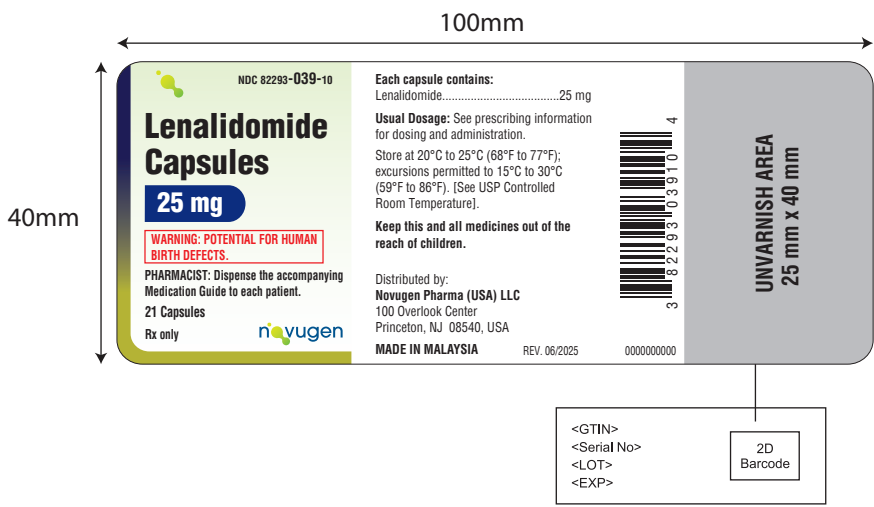 100mm
40mm
NDC 82293-039-10
Lenalidomide
Capsules
25 mg
WARNING: POTENTIAL FOR HUMAN
BIRTH DEFECTS.
PHARMACIST: Dispense the accompanying
Medication Guide to each patient.
21 Capsules
Rx only
novugen
Each capsule contains:
Lenalidomide.....................................25 mg
Usual Dosage: See prescribing information
for dosing and administration.
Store at 20°C to 25°C (68°F to 77°F);
excursions permitted to 15°C to 30°C
(59°F to 86°F). [See USP Controlled
Room Temperature].
Keep this and all medicines out of the
reach of children.
Distributed by:
Novugen Pharma (USA) LLC
100 Overlook Center
Princeton, NJ 08540, USA
MADE IN MALAYSIA
REV. 06/2025
0000000000
3 82293 03910 4
UNVARNISH AREA
25 mm x 40 mm
<GTIN>
<Serial No>
<LOT>
<EXP>
2D
Barcode